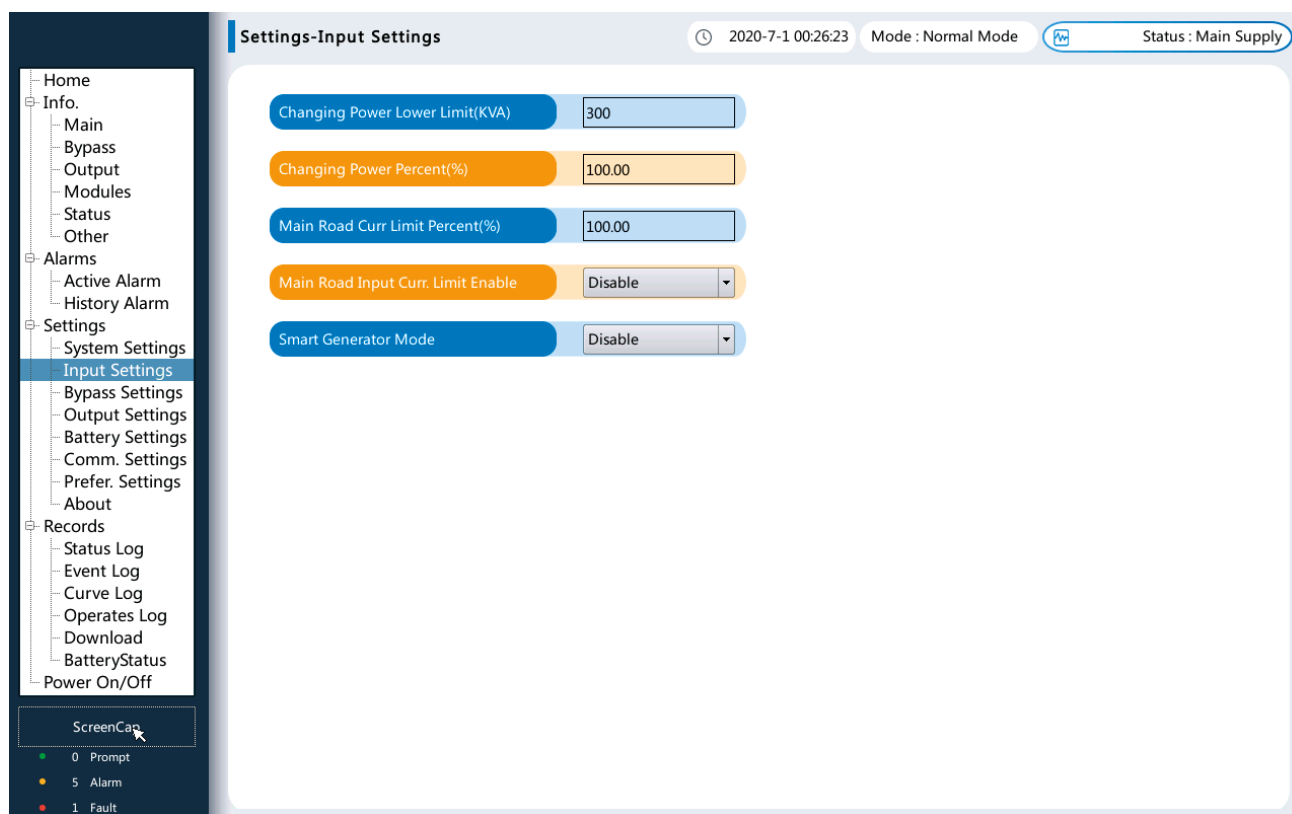 Settings-Input Settings
2020-7-1 00:26:23
Mode : Normal Mode
Status : Main Supply
Home
Info.
Main
Bypass
Output
Modules
Status
Other
Alarms
Active Alarm
History Alarm
Settings
System Settings
Input Settings
Bypass Settings
Output Settings
Battery Settings
Comm. Settings
Prefer. Settings
About
Records
Status Log
Event Log
Curve Log
Operates Log
Download
BatteryStatus
Power On/Off
ScreenCap
0 Prompt
5 Alarm
1 Fault
Changing Power Lower Limit(KVA) 300
Changing Power Percent(%) 100.00
Main Road Curr Limit Percent(%) 100.00
Main Road Input Curr. Limit Enable Disable
Smart Generator Mode Disable